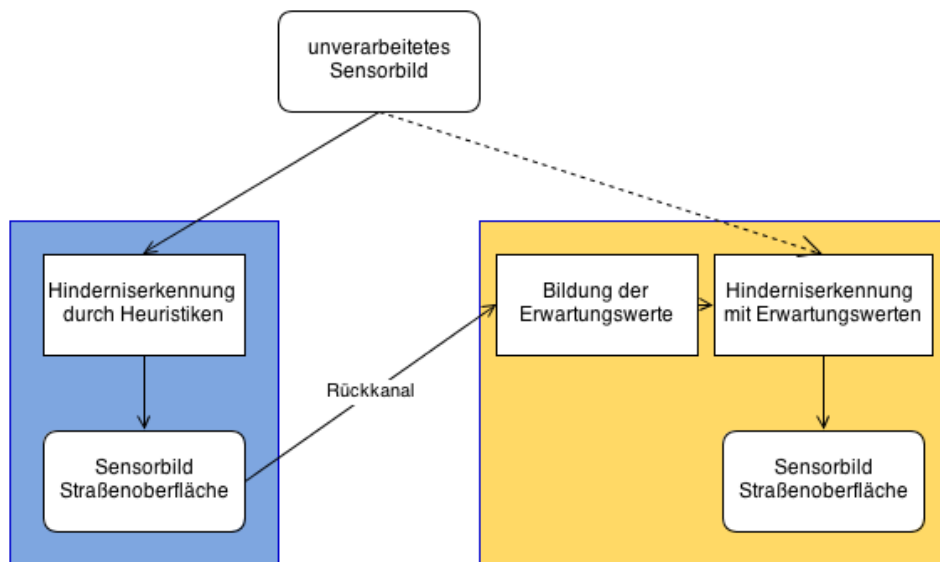 unverarbeitetes
Sensorbild
Hinderniserkennung
durch Heuristiken
Bildung der
Erwartungswerte
Hinderniserkennung
mit Erwartungswerten
Rückkanal
Sensorbild
Straßenoberfläche
Sensorbild
Straßenoberfläche